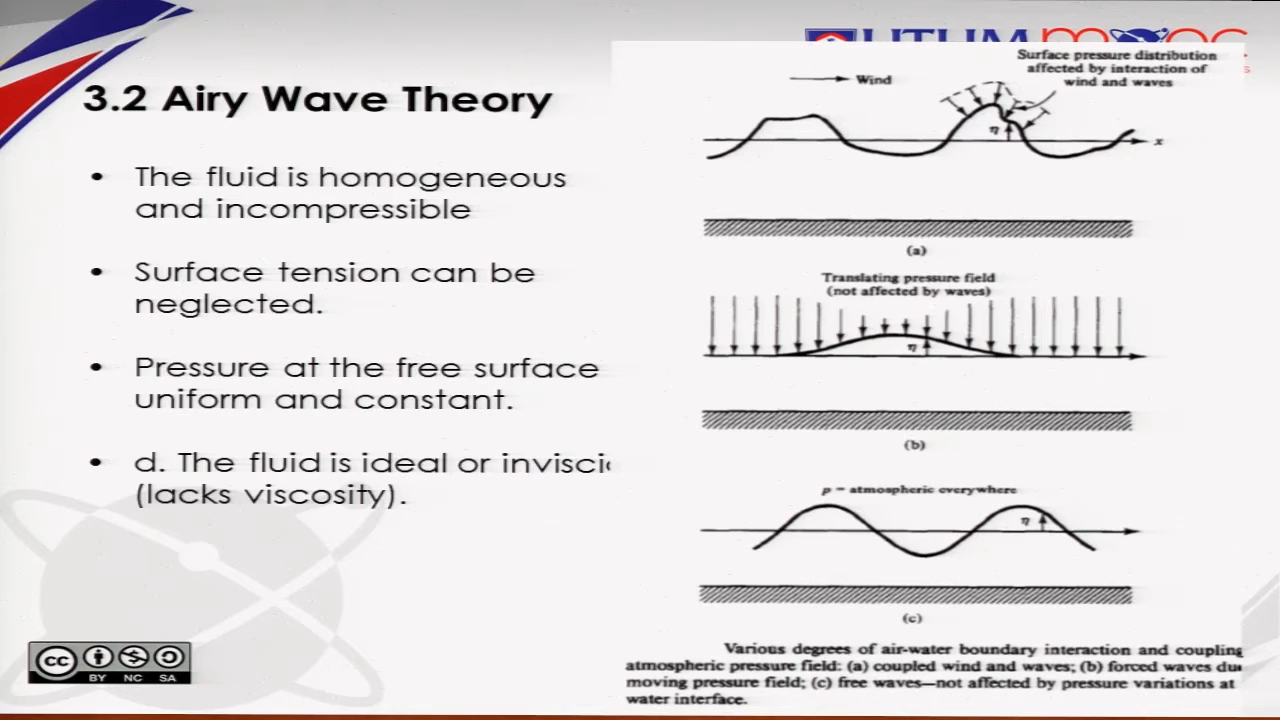 3.2 Airy Wave Theory
• The fluid is homogeneous
and incompressible
• Surface tension can be
neglected.
• Pressure at the free surface
uniform and constant.
• d. The fluid is ideal or
(lacks viscosity).
Surface pressure distribution
affected by interaction of
wind and waves
Wind
η
x
(a)
Translating pressure field
(not affected by waves)
η
(b)
p = atmospheric everywhere
η
(c)
Various degrees of air-water boundary interaction and coupling
atmospheric pressure field: (a) coupled wind and waves; (b) forced waves
moving pressure field; (c) free waves—not affected by pressure variations at
water interface.
cc
BY NC SA